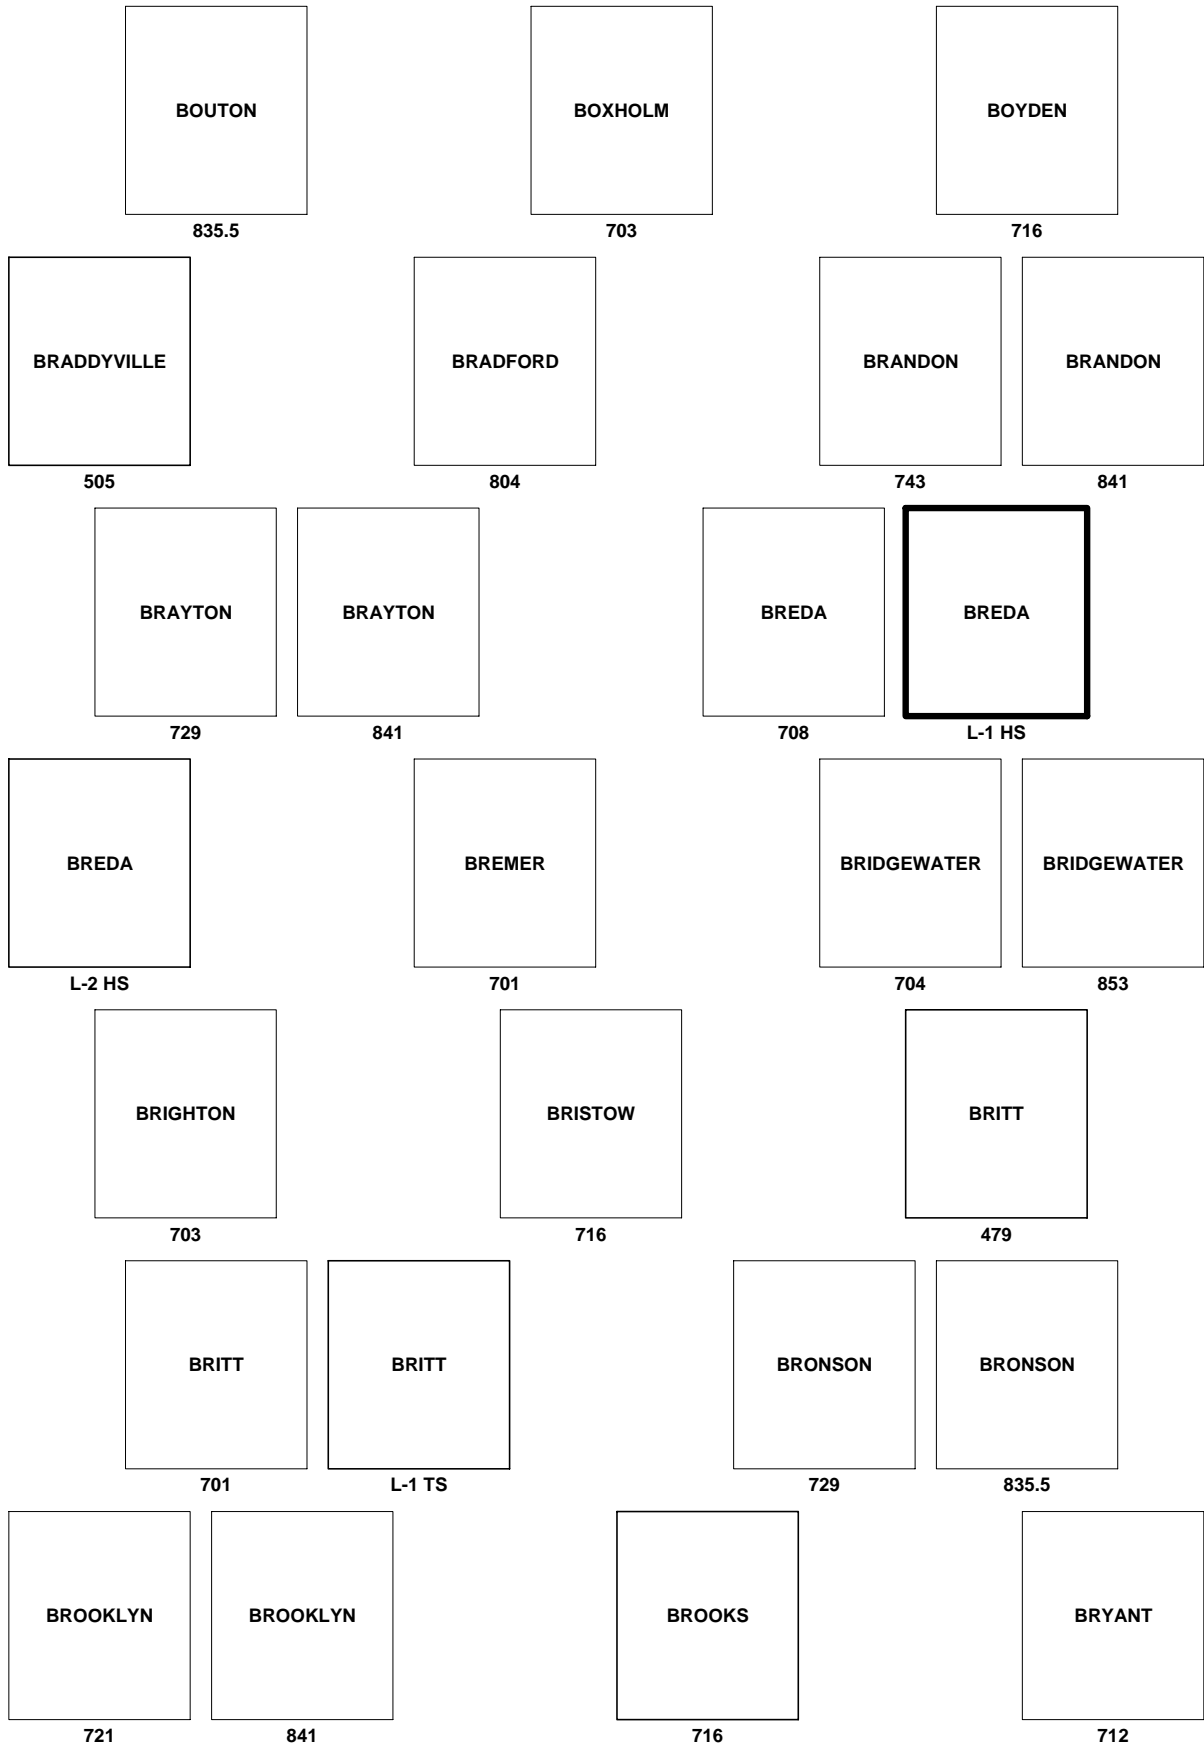 BOUTON BOXHOLM BOYDEN
835.5 703 716
BRADDYVILLE BRADFORD BRANDON BRANDON
505 804 743 841
BRAYTON BRAYTON BREDA BREDA
729 841 708 L-1 HS
BREDA BREMER BRIDGEWATER BRIDGEWATER
L-2 HS 701 704 853
BRIGHTON BRISTOW BRITT
703 716 479
BRITT BRITT BRONSON BRONSON
701 L-1 TS 729 835.5
BROOKLYN BROOKLYN BROOKS BRYANT
721 841 716 712